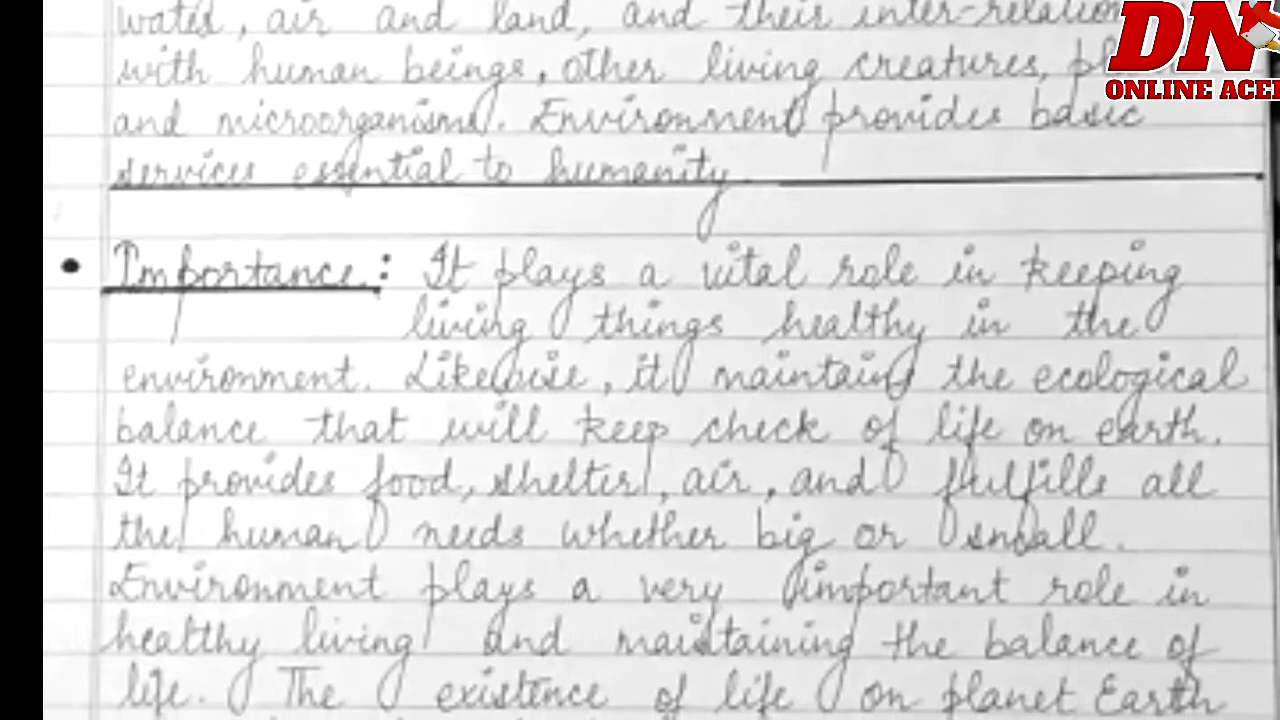 water, air and land, and their inter-relation
with human beings, other living creatures,
and microorganisms. Environment provides basic
services essential to humanity.
• Importance: It plays a vital role in keeping
living things healthy in the
environment. Likewise, it maintains the ecological
balance that will keep check of life on earth.
It provides food, shelter, air, and fulfills all
the human needs whether big or small.
Environment plays a very important role in
healthy living and maintaining the balance of
life. The existence of life on planet Earth
DN
ONLINE ACE